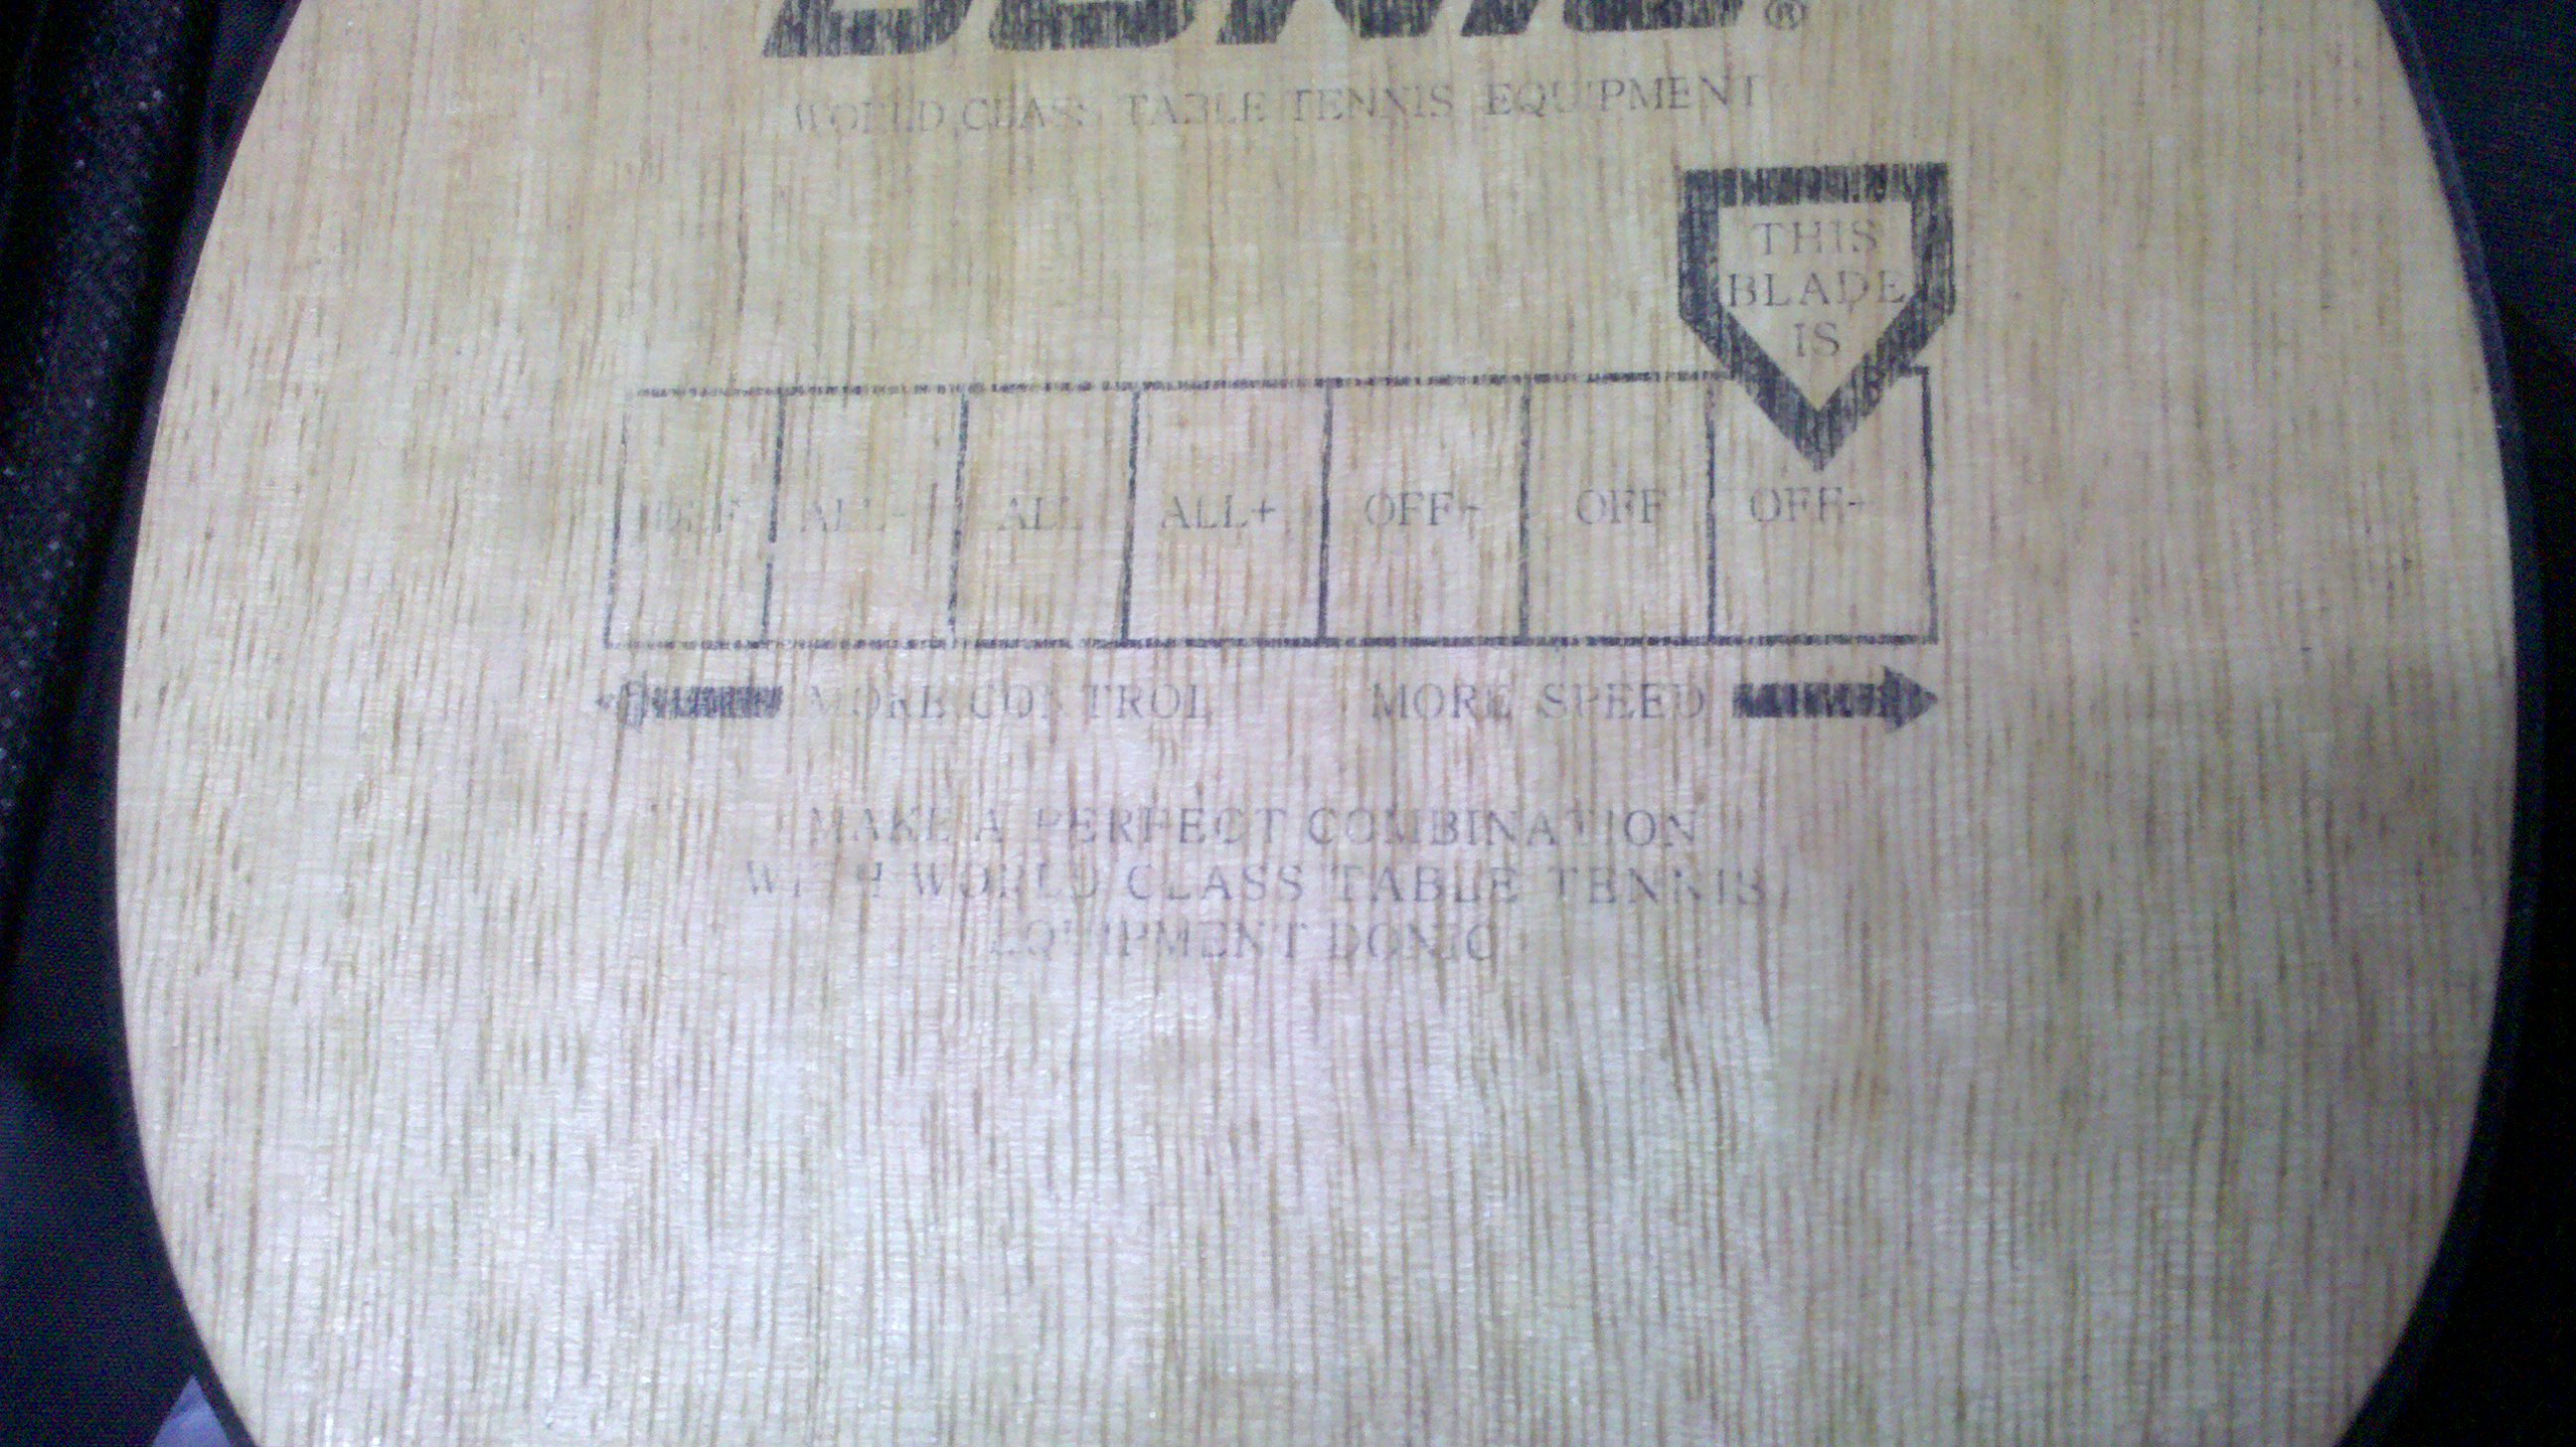 DONIC®
WORLD CLASS TABLE TENNIS EQUIPMENT
THIS
BLADE
IS
DEF ALL- ALL ALL+ OFF- OFF OFF+
MORE CONTROL MORE SPEED
MAKE A PERFECT COMBINATION
WITH WORLD CLASS TABLE TENNIS
EQUIPMENT DONIC